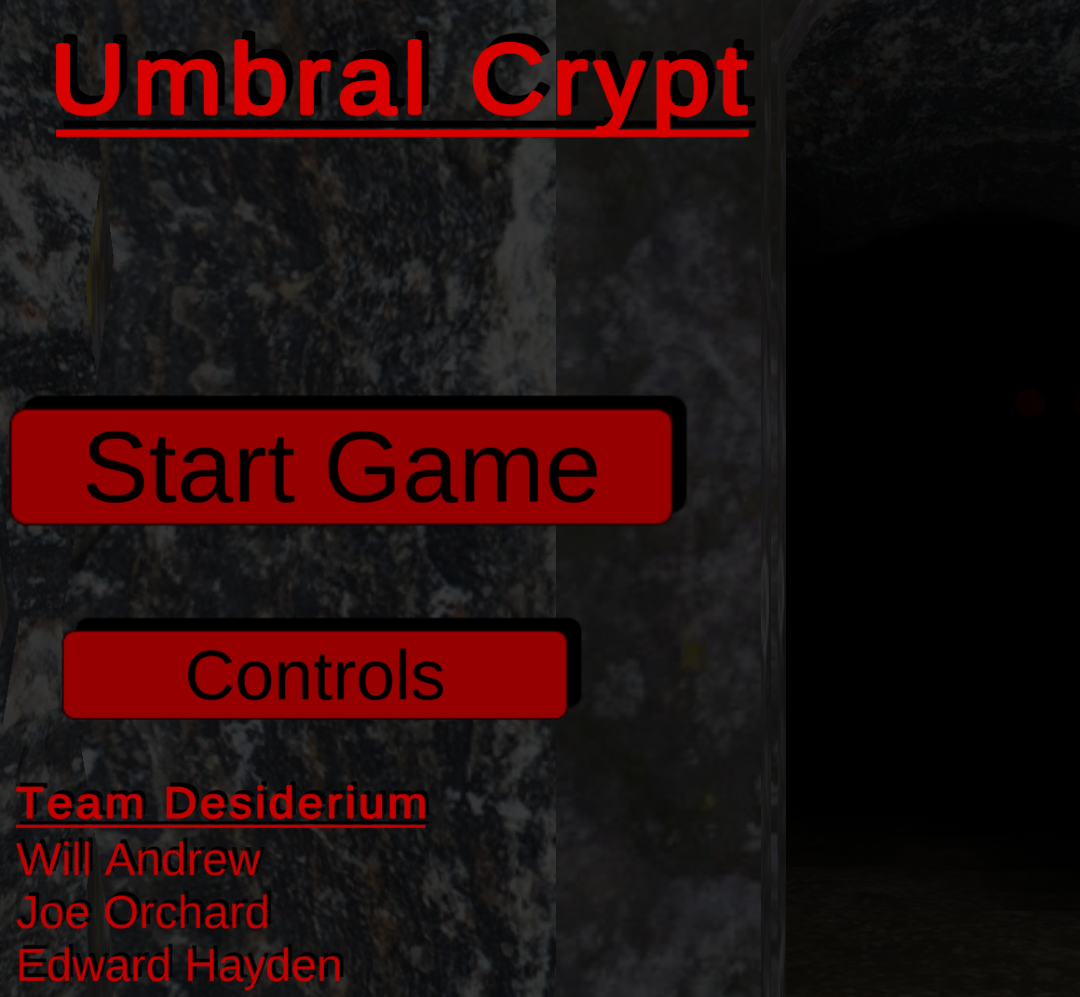 Umbral Crypt
Start Game
Controls
Team Desiderium
Will Andrew
Joe Orchard
Edward Hayden